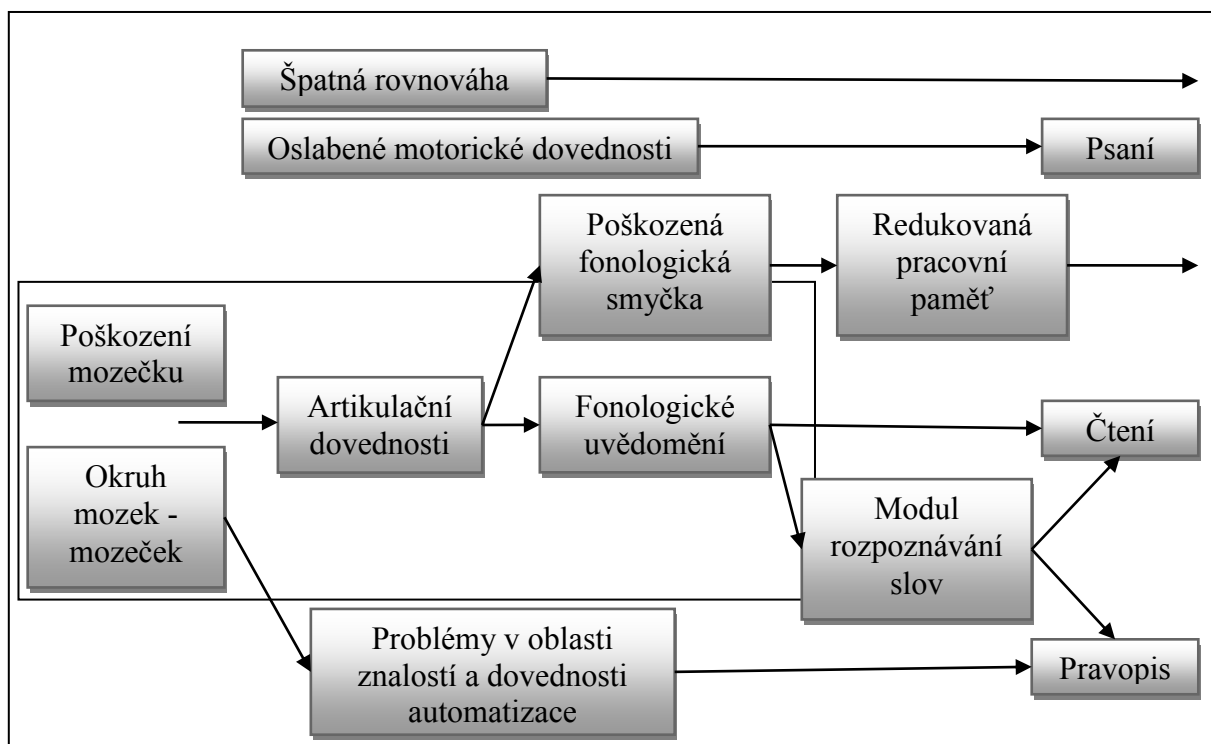 Špatná rovnováha
Oslabené motorické dovednosti
Psaní
Poškozená
fonologická
smyčka
Redukovaná
pracovní
paměť
Poškození
mozečku
Artikulační
dovednosti
Fonologické
uvědomění
Čtení
Okruh
mozek -
mozeček
Modul
rozpoznávání
slov
Problémy v oblasti
znalostí a dovednosti
automatizace
Pravopis